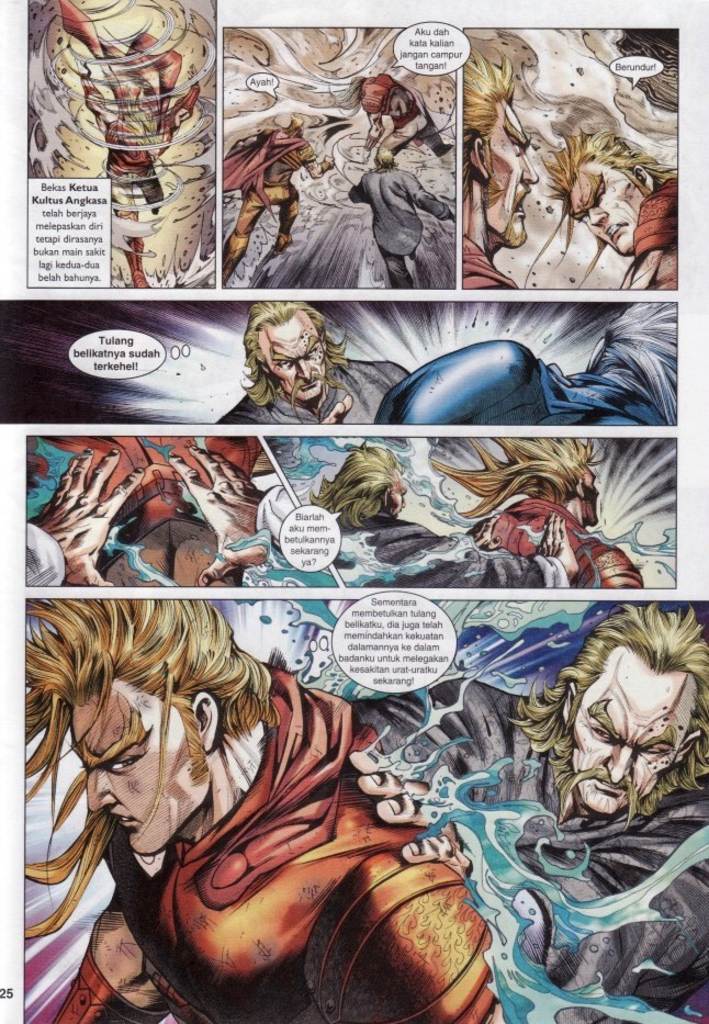 Bekas Ketua
Kultus Angkasa
telah berjaya
melepaskan diri
tetapi dirasanya
bukan main sakit
lagi kedua-dua
belah bahunya.
Ayah!
Aku dah
kata kalian
jangan campur
tangan!
Berundur!
Tulang
belikatnya sudah
terkehel!
Biarlah
aku mem-
betulkannya
sekarang
ya?
Sementara
membetulkan tulang
belikatku, dia juga telah
memindahkan kekuatan
dalamannya ke dalam
badanku untuk melegakan
kesakitan urat-uratku
sekarang!
25